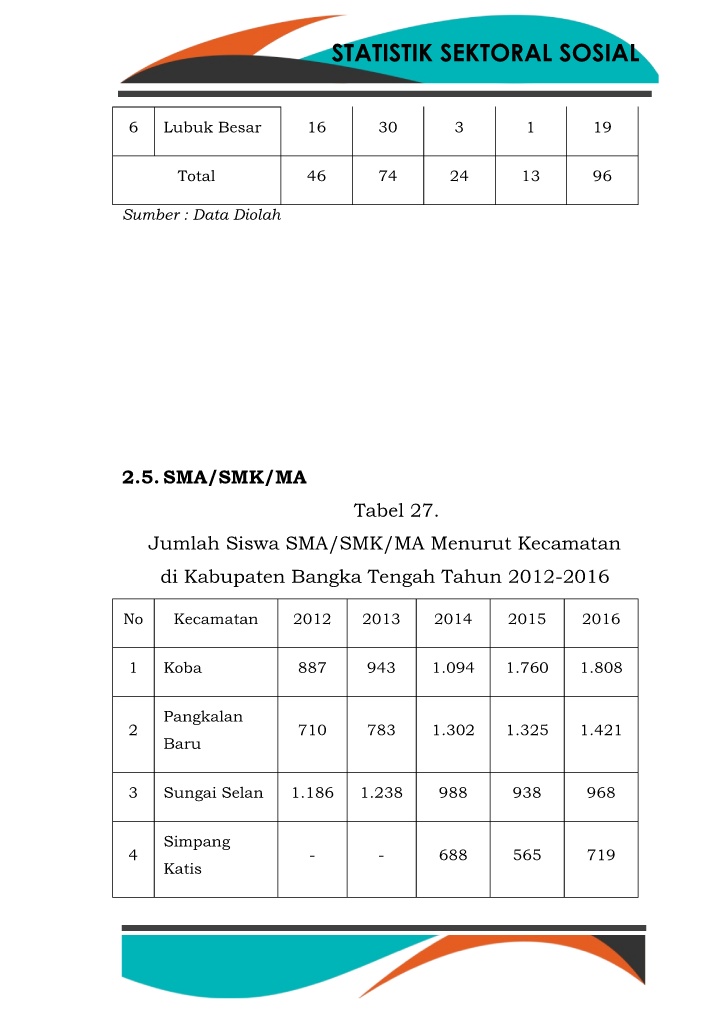 STATISTIK SEKTORAL SOSIAL
6 Lubuk Besar 16 30 3 1 19
Total 46 74 24 13 96
Sumber : Data Diolah
2.5. SMA/SMK/MA
Tabel 27.
Jumlah Siswa SMA/SMK/MA Menurut Kecamatan
di Kabupaten Bangka Tengah Tahun 2012-2016
No Kecamatan 2012 2013 2014 2015 2016
1 Koba 887 943 1.094 1.760 1.808
2 Pangkalan Baru 710 783 1.302 1.325 1.421
3 Sungai Selan 1.186 1.238 988 938 968
4 Simpang Katis - - 688 565 719